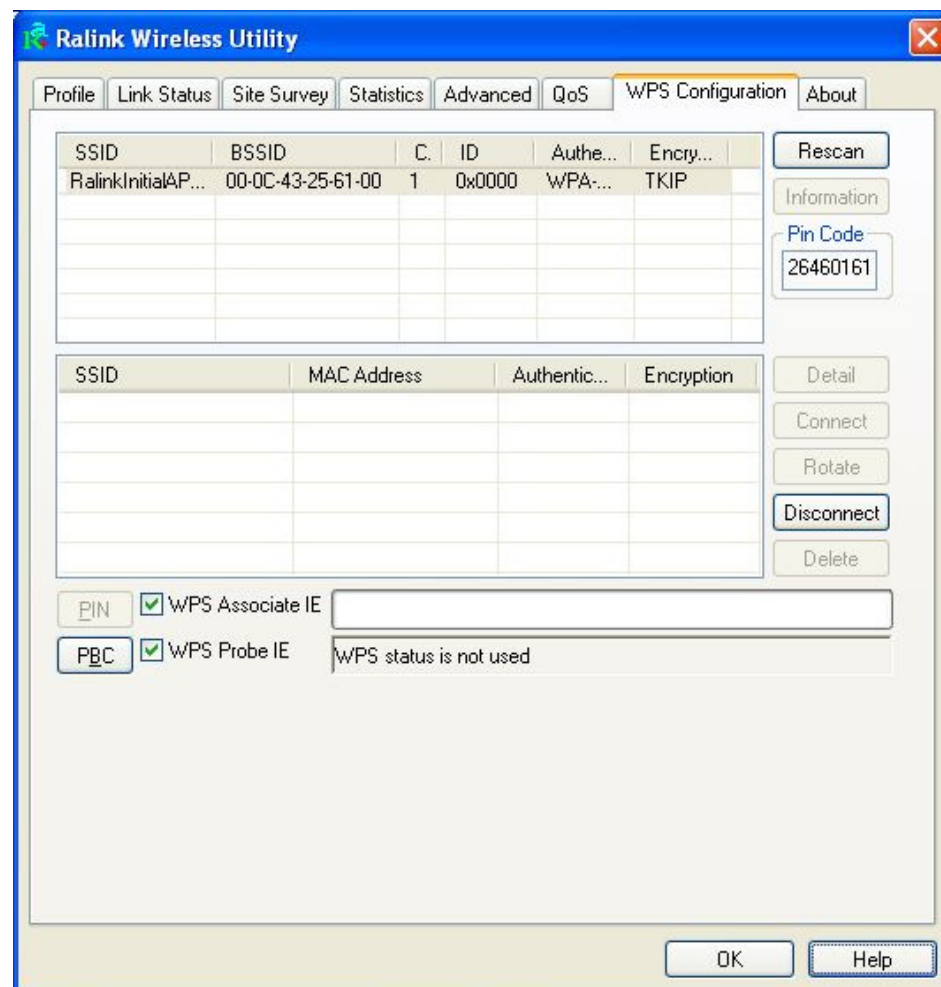 Ralink Wireless Utility
Profile Link Status Site Survey Statistics Advanced QoS WPS Configuration About
SSID BSSID C. ID Authe... Encry...
RalinkInitialAP... 00-0C-43-25-61-00 1 0x0000 WPA-... TKIP
Rescan
Information
Pin Code
26460161
SSID MAC Address Authentic... Encryption
Detail
Connect
Rotate
Disconnect
Delete
PIN WPS Associate IE
PBC WPS Probe IE WPS status is not used
OK Help